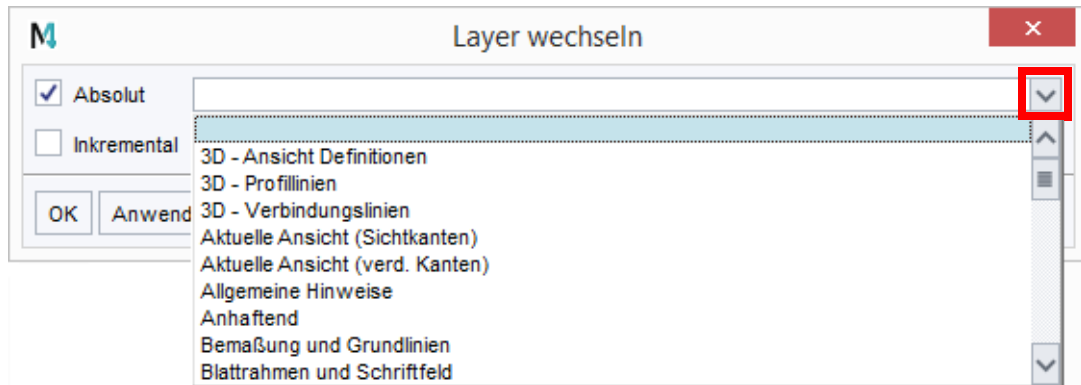 M4
Layer wechseln
Absolut
Inkremental
3D - Ansicht Definitionen
3D - Profillinien
3D - Verbindungslinien
OK Anwend
Aktuelle Ansicht (Sichtkanten)
Aktuelle Ansicht (verd. Kanten)
Allgemeine Hinweise
Anhaftend
Bemaßung und Grundlinien
Blattrahmen und Schriftfeld